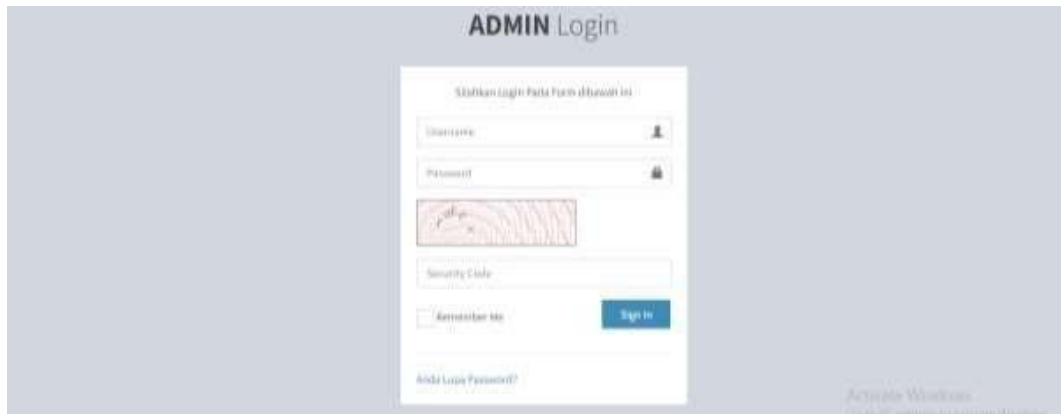 ADMIN Login
Silahkan Login Pada Form dibawah ini
Username
Password
Security Code
Remember Me
Sign In
Anda Lupa Password?
Activate Windows